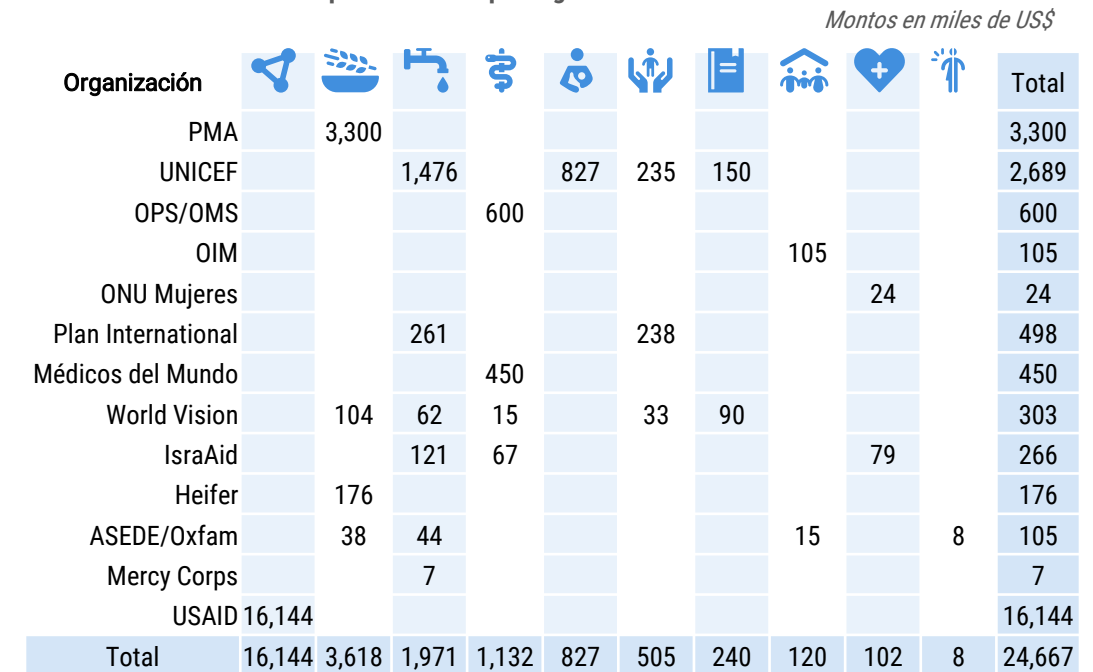 Montos en miles de US$
Organización Total
PMA 3,300 3,300
UNICEF 1,476 827 235 150 2,689
OPS/OMS 600 600
OIM 105 105
ONU Mujeres 24 24
Plan International 261 238 498
Médicos del Mundo 450 450
World Vision 104 62 15 33 90 303
IsraAid 121 67 79 266
Heifer 176 176
ASEDE/Oxfam 38 44 15 8 105
Mercy Corps 7 7
USAID 16,144 16,144
Total 16,144 3,618 1,971 1,132 827 505 240 120 102 8 24,667